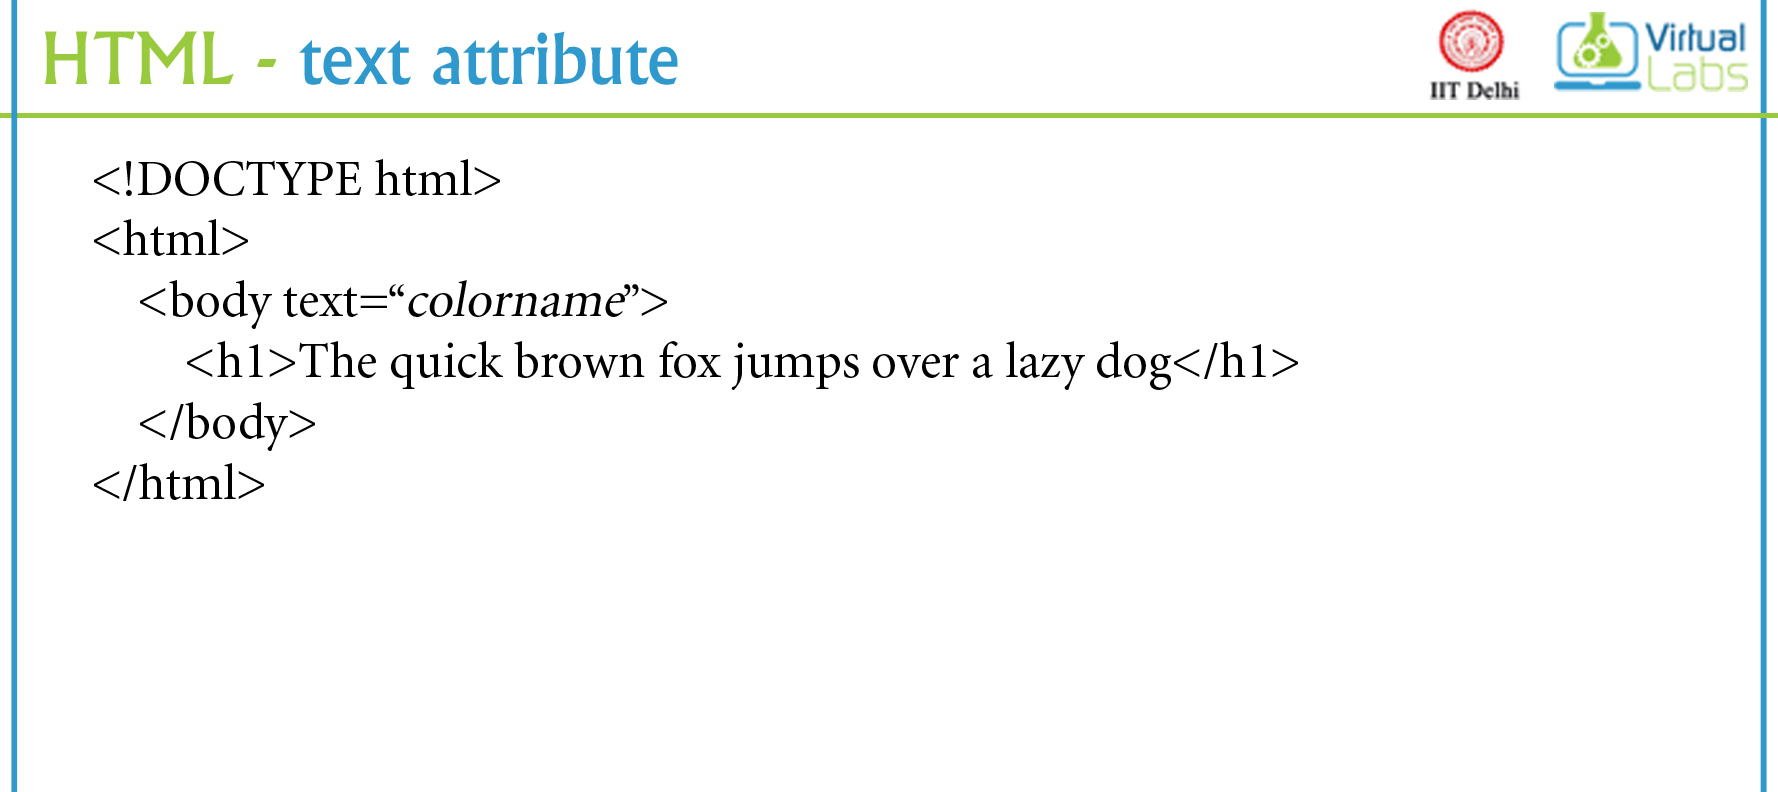 HTML - text attribute
IIT Delhi
Virtual
Labs
<!DOCTYPE html>
<html>
<body text=“colorname”>
<h1>The quick brown fox jumps over a lazy dog</h1>
</body>
</html>